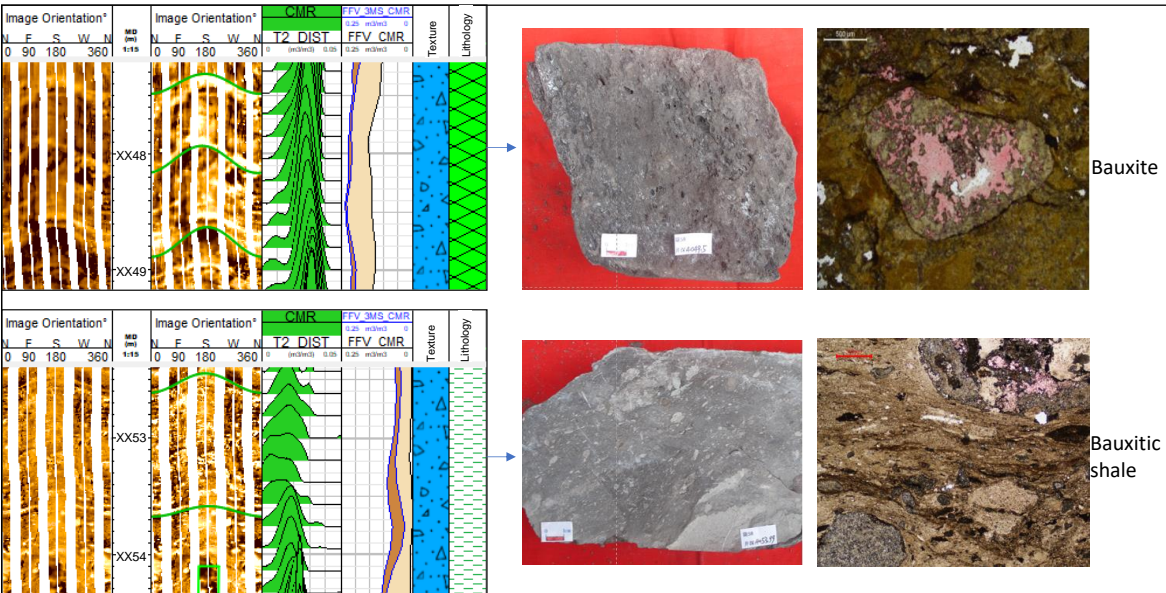 Image Orientation°
N E S W N
0 90 180 360
MD
(m)
1:15
Image Orientation°
N E S W N
0 90 180 360
CMR
T2_DIST
0 (m3/m3) 0.05
FFV_3MS_CMR
0.25 m3/m3 0
FFV_CMR
0.25 m3/m3 0
Texture
Lithology
XX48
XX49
500 µm
Bauxite
Image Orientation°
N E S W N
0 90 180 360
MD
(m)
1:15
Image Orientation°
N E S W N
0 90 180 360
CMR
T2_DIST
0 (m3/m3) 0.05
FFV_3MS_CMR
0.25 m3/m3 0
FFV_CMR
0.25 m3/m3 0
Texture
Lithology
XX53
XX54
Bauxitic
shale